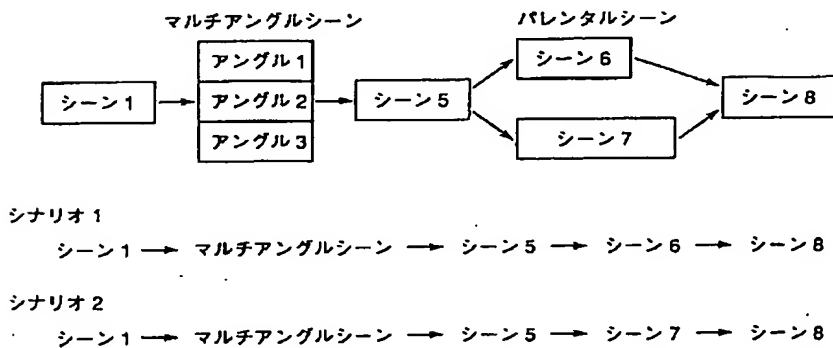 マルチアングルシーン
パレンタルシーン
アングル1
シーン6
シーン1
アングル2
シーン5
シーン8
アングル3
シーン7
シナリオ1
シーン1 → マルチアングルシーン → シーン5 → シーン6 → シーン8
シナリオ2
シーン1 → マルチアングルシーン → シーン5 → シーン7 → シーン8